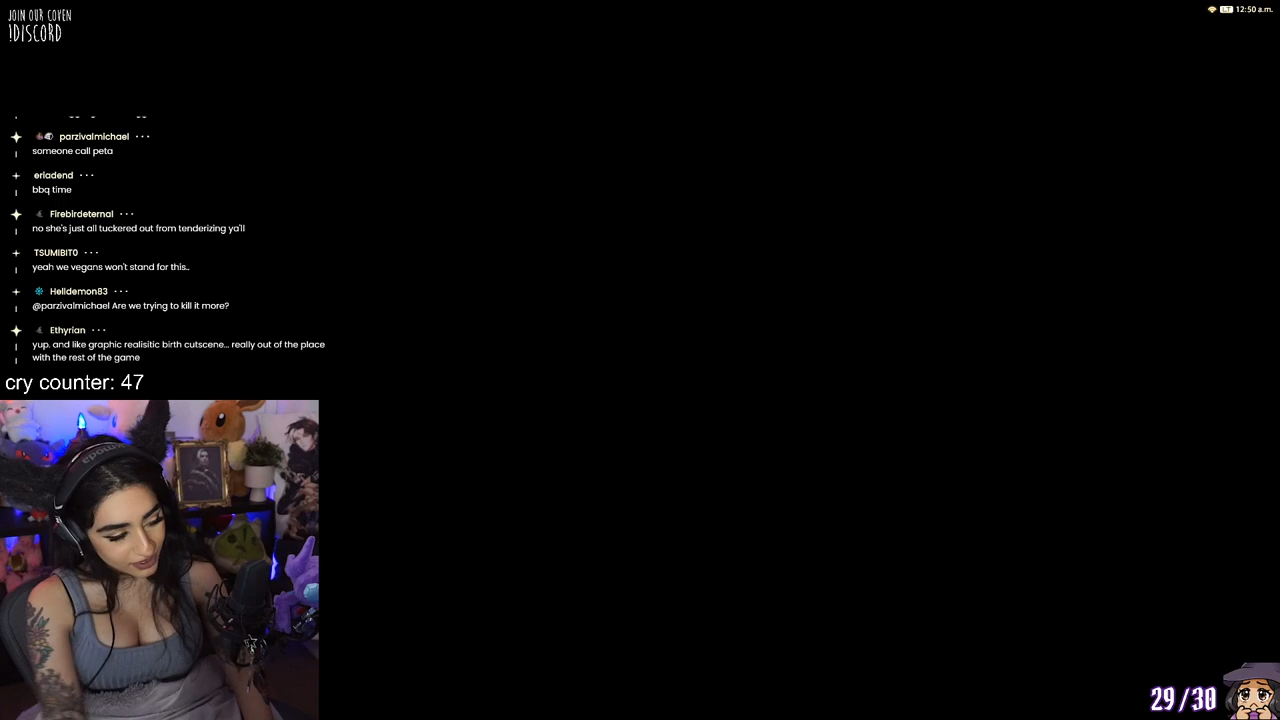 JOIN OUR COVEN
!DISCORD
LT 12:50 a.m.
parzivalmichael
someone call peta
eriadend
bbq time
Firebirdeternal
no she's just all tuckered out from tenderizing ya'll
TSUMIBIT0
yeah we vegans won't stand for this..
Helldemon83
@parzivalmichael Are we trying to kill it more?
Ethyrian
yup. and like graphic realisitic birth cutscene... really out of the place
with the rest of the game
cry counter: 47
29/30